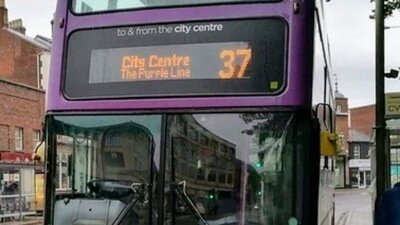 to & from the city centre
City Centre
The Purple Line
37